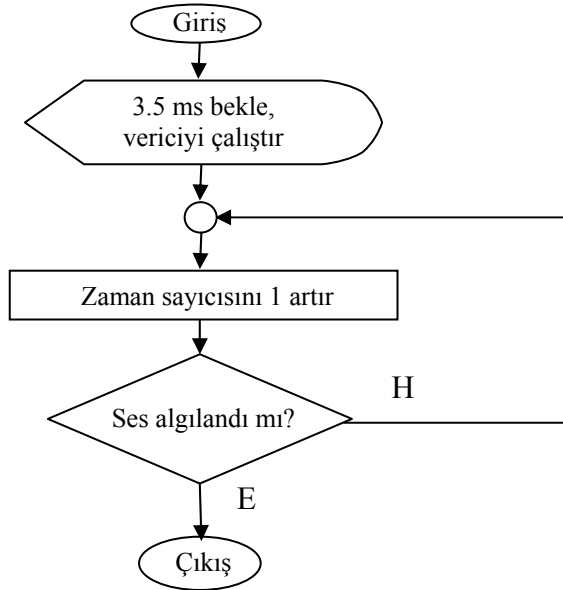 Giriş
3.5 ms bekle,
vericiyi çalıştır
Zaman sayıcısını 1 artır
Ses algılandı mı?
H
E
Çıkış